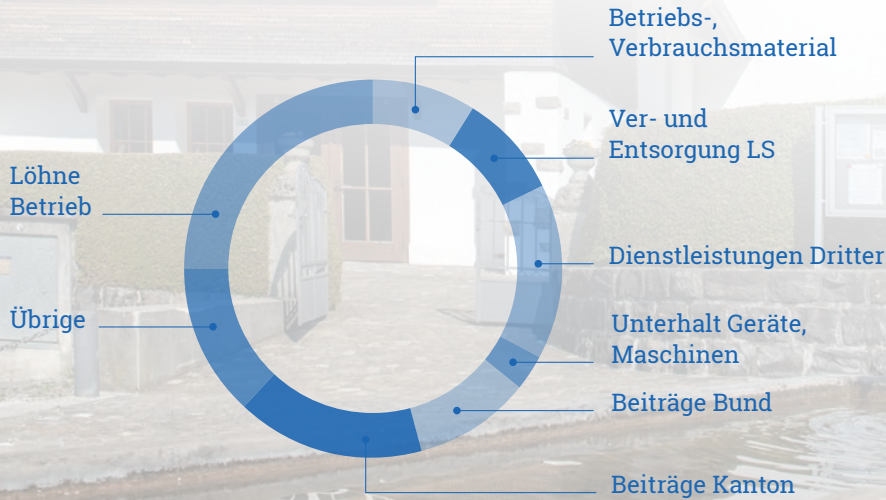 Betriebs-,
Verbrauchsmaterial
Ver- und
Entsorgung LS
Dienstleistungen Dritter
Unterhalt Geräte,
Maschinen
Beiträge Bund
Beiträge Kanton
Übrige
Löhne
Betrieb